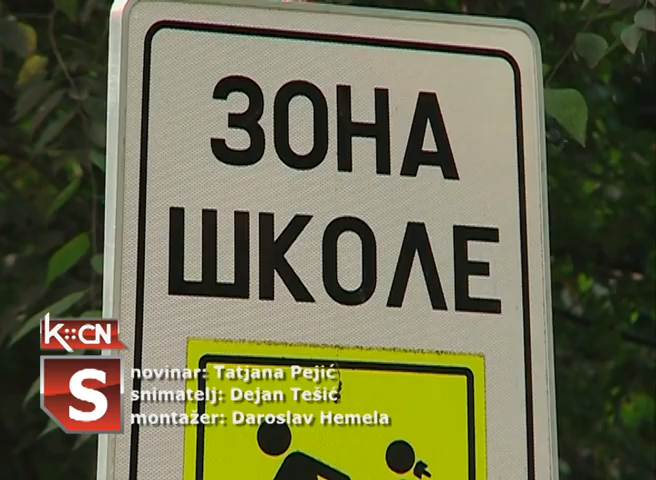 ЗОНА
ШКОЛЕ
K::CN
S
novinar: Tatjana Pejić
snimatelj: Dejan Tešić
montažer: Daroslav Hemela